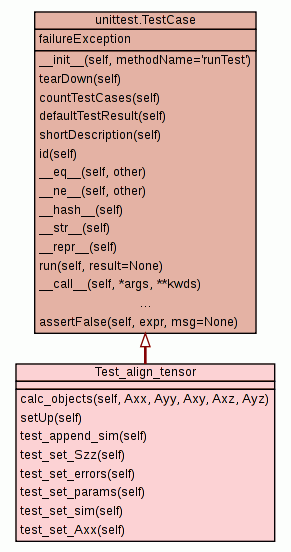 unittest.TestCase
failureException
__init__(self, methodName='runTest')
tearDown(self)
countTestCases(self)
defaultTestResult(self)
shortDescription(self)
id(self)
__eq__(self, other)
__ne__(self, other)
__hash__(self)
__str__(self)
__repr__(self)
run(self, result=None)
__call__(self, *args, **kwds)
...
assertFalse(self, expr, msg=None)
Test_align_tensor
calc_objects(self, Axx, Ayy, Axy, Axz, Ayz)
setUp(self)
test_append_sim(self)
test_set_Szz(self)
test_set_errors(self)
test_set_params(self)
test_set_sim(self)
test_set_Axx(self)